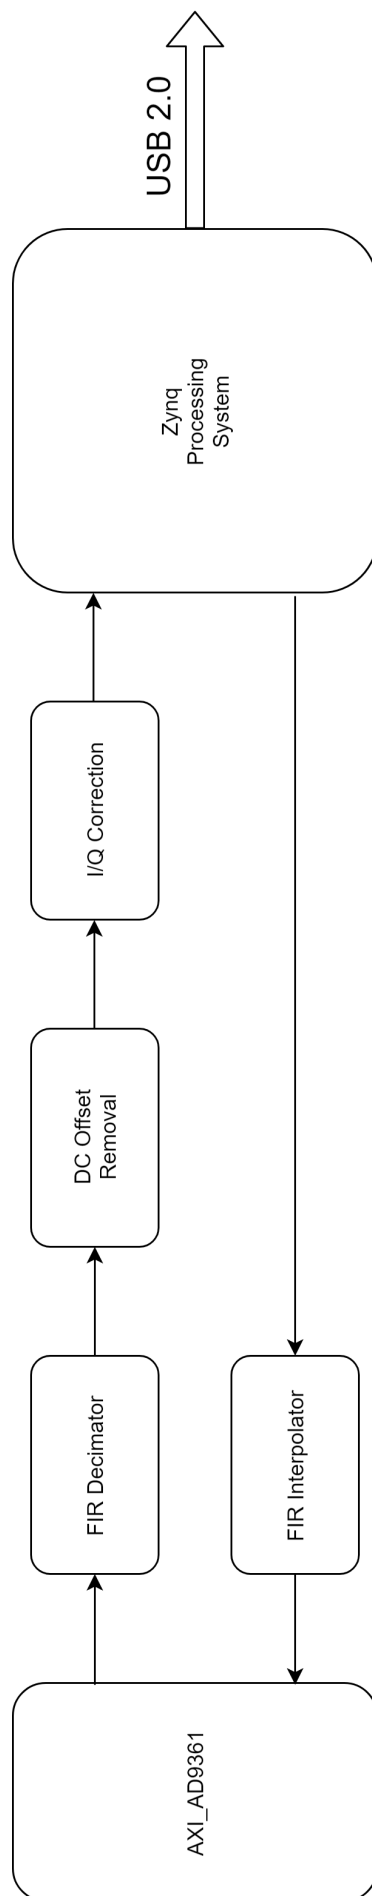 AXI_AD9361
FIR Decimator
DC Offset
Removal
I/Q Correction
FIR Interpolator
Zynq
Processing
System
USB 2.0